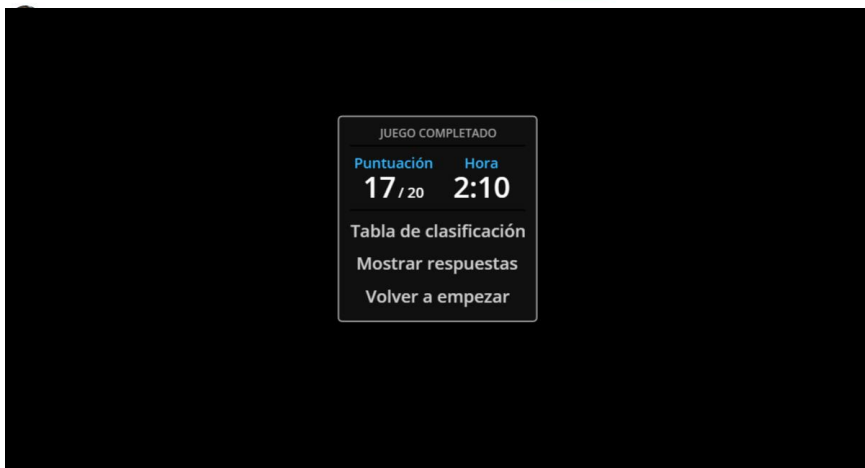 JUEGO COMPLETADO
Puntuación Hora
17 / 20 2:10
Tabla de clasificación
Mostrar respuestas
Volver a empezar